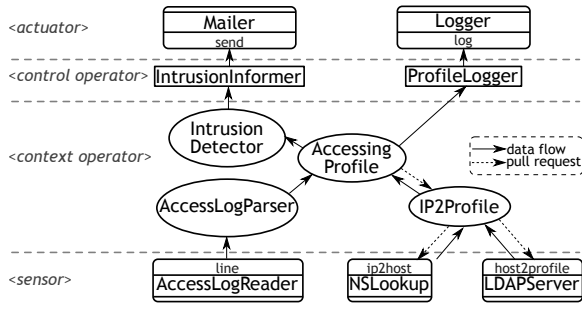 <actuator>
Mailer
send
Logger
log
<control operator>
IntrusionInformer
ProfileLogger
<context operator>
Intrusion
Detector
Accessing
Profile
data flow
pull request
AccessLogParser
IP2Profile
<sensor>
line
AccessLogReader
ip2host
NSLookup
host2profile
LDAPServer